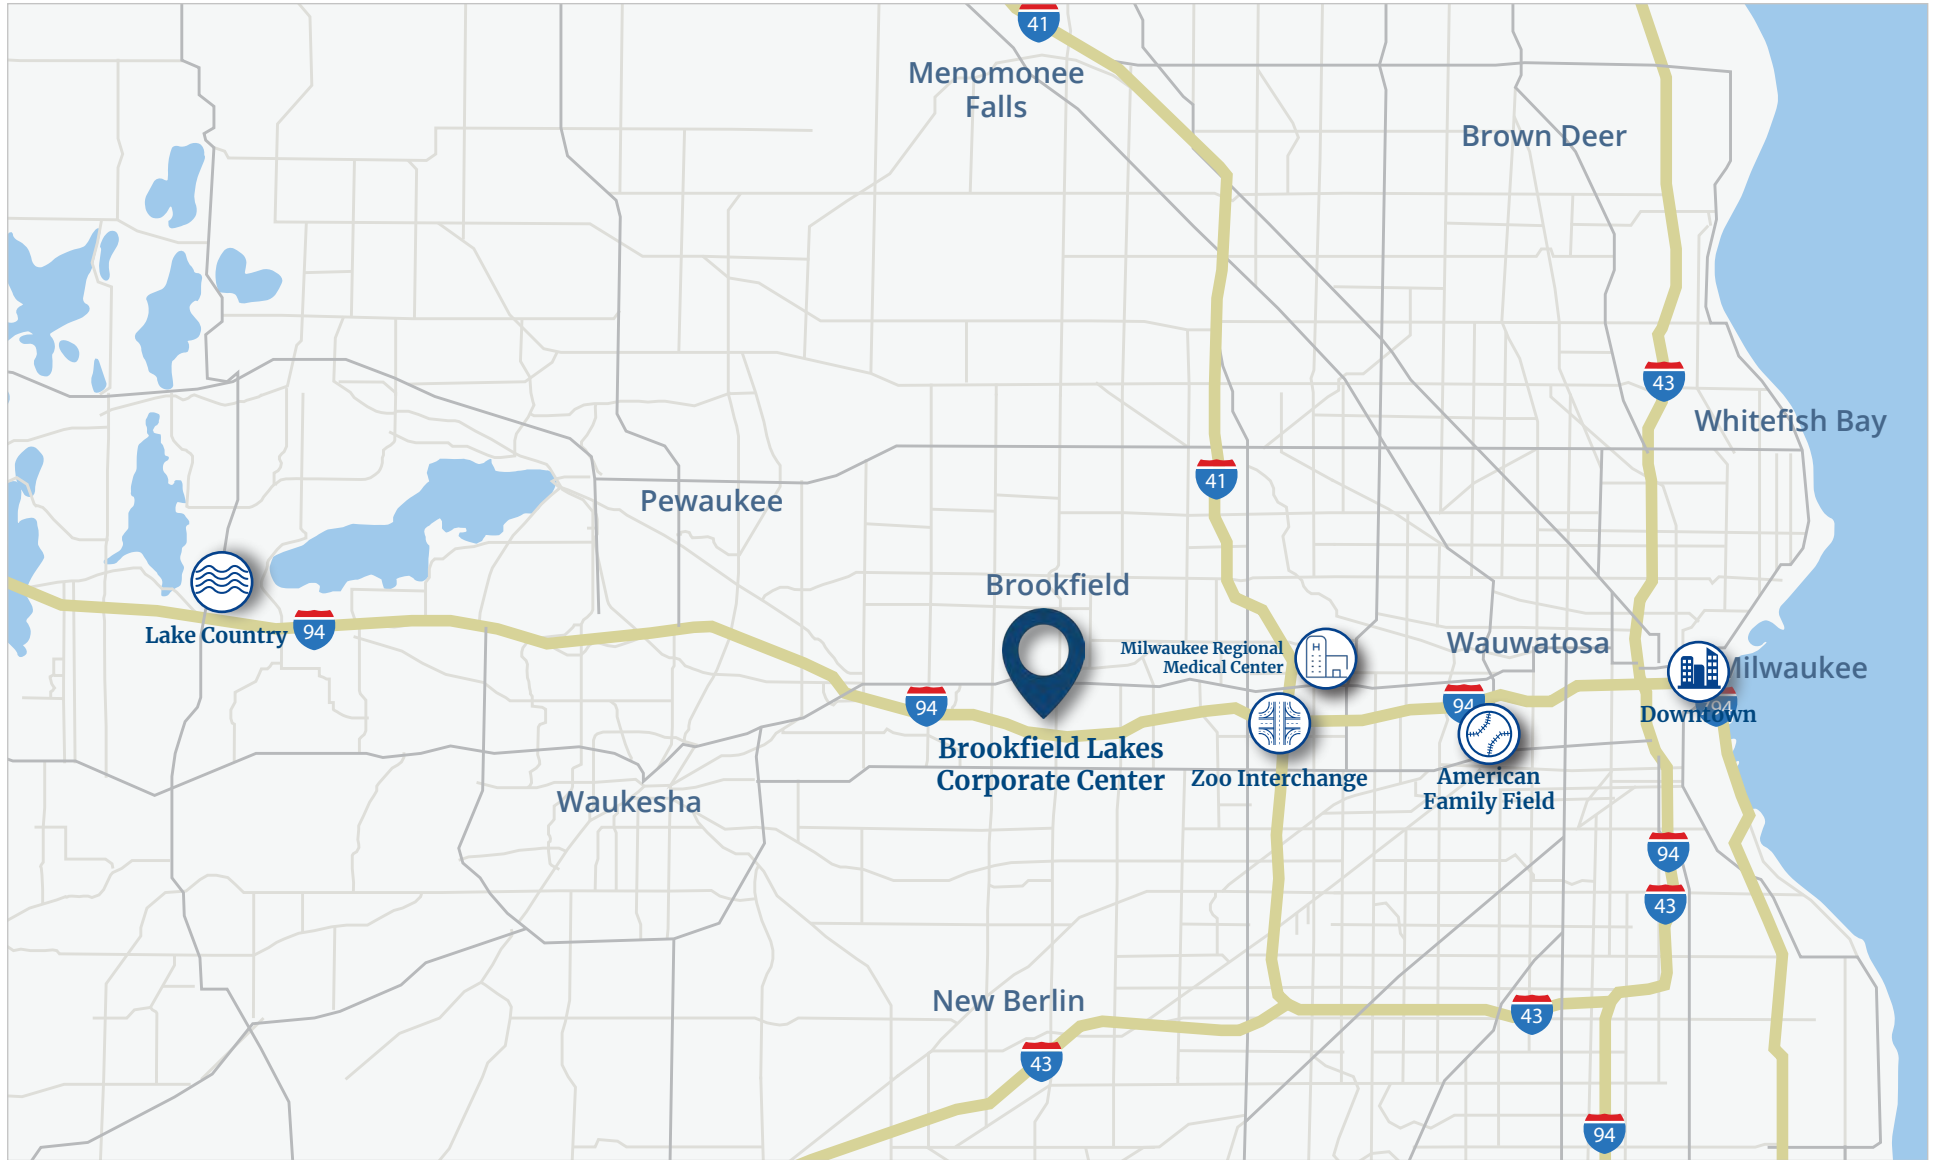 41
Menomonee
Falls
Brown Deer
43
Whitefish Bay
41
Pewaukee
Brookfield
Lake Country
94
Milwaukee Regional
Medical Center
H
Wauwatosa
Milwaukee
94
94
94
Downtown
Brookfield Lakes
Corporate Center
Zoo Interchange
American
Family Field
Waukesha
94
43
New Berlin
43
43
94